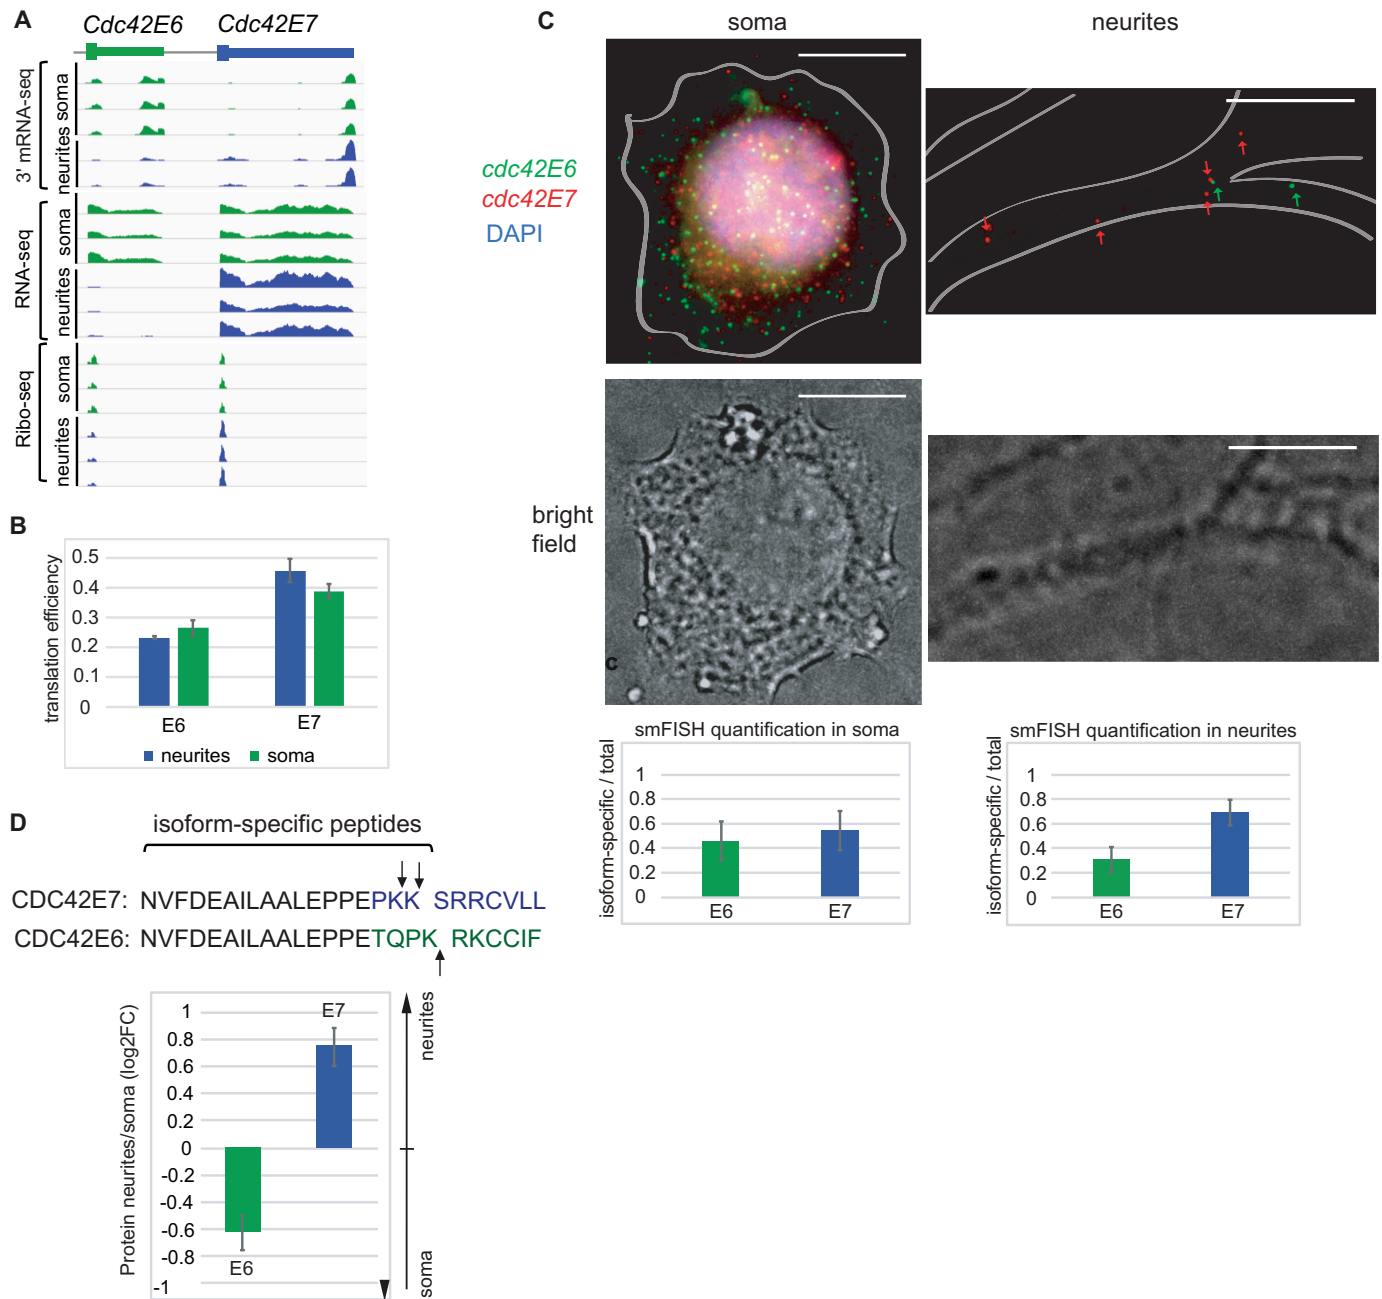 A
Cdc42E6 Cdc42E7
3' mRNA-seq
soma
neurites
RNA-seq
soma
neurites
Ribo-seq
soma
neurites
B
translation efficiency
0.5
0.4
0.3
0.2
0.1
0
E6 E7
neurites soma
C
soma neurites
cdc42E6
cdc42E7
DAPI
bright
field
c
smFISH quantification in soma
isoform-specific / total
1
0.8
0.6
0.4
0.2
0
E6 E7
smFISH quantification in neurites
isoform-specific / total
1
0.8
0.6
0.4
0.2
0
E6 E7
D
isoform-specific peptides
CDC42E7: NVFDEAILAALEPPEPKK SRRCVLL
CDC42E6: NVFDEAILAALEPPETQPK RKCCIF
Protein neurites/soma (log2FC)
1
0.8
0.6
0.4
0.2
0
-0.2
-0.4
-0.6
-0.8
-1
E7
E6
neurites
soma